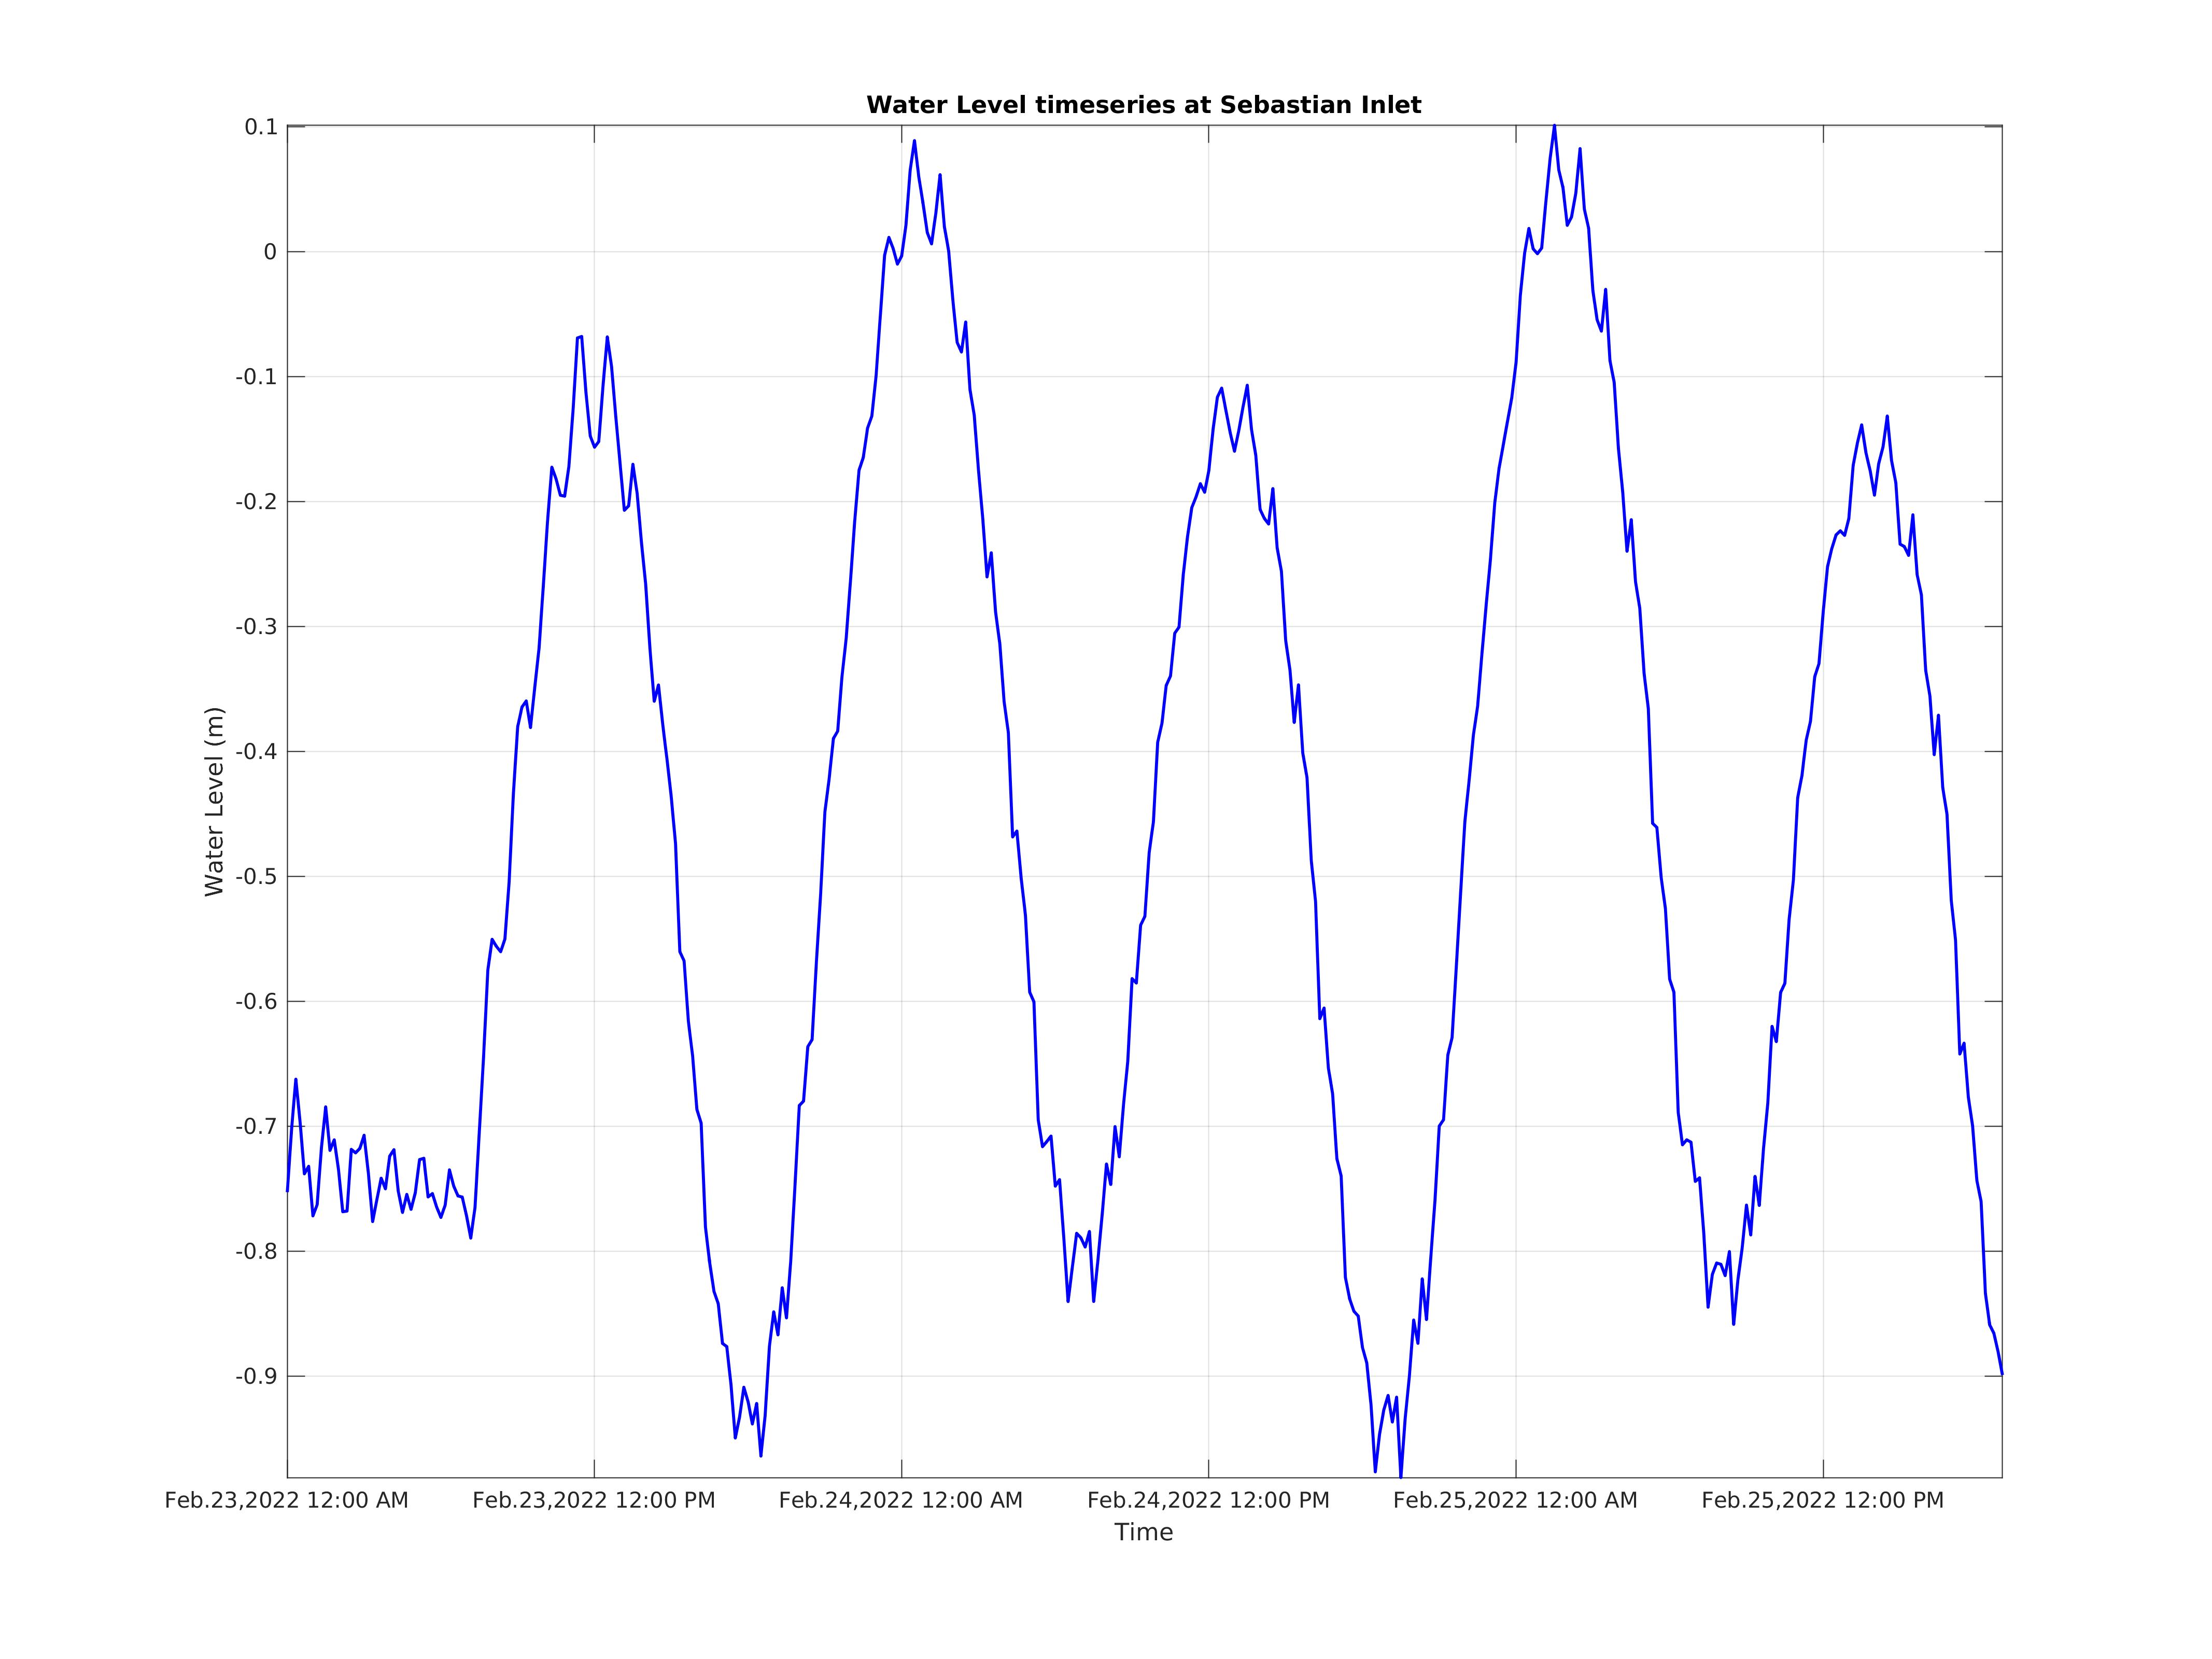 Water Level timeseries at Sebastian Inlet
0.1
0
-0.1
-0.2
-0.3
-0.4
-0.5
-0.6
-0.7
-0.8
-0.9
Water Level (m)
Feb.23,2022 12:00 AM Feb.23,2022 12:00 PM Feb.24,2022 12:00 AM Feb.24,2022 12:00 PM Feb.25,2022 12:00 AM Feb.25,2022 12:00 PM
Time